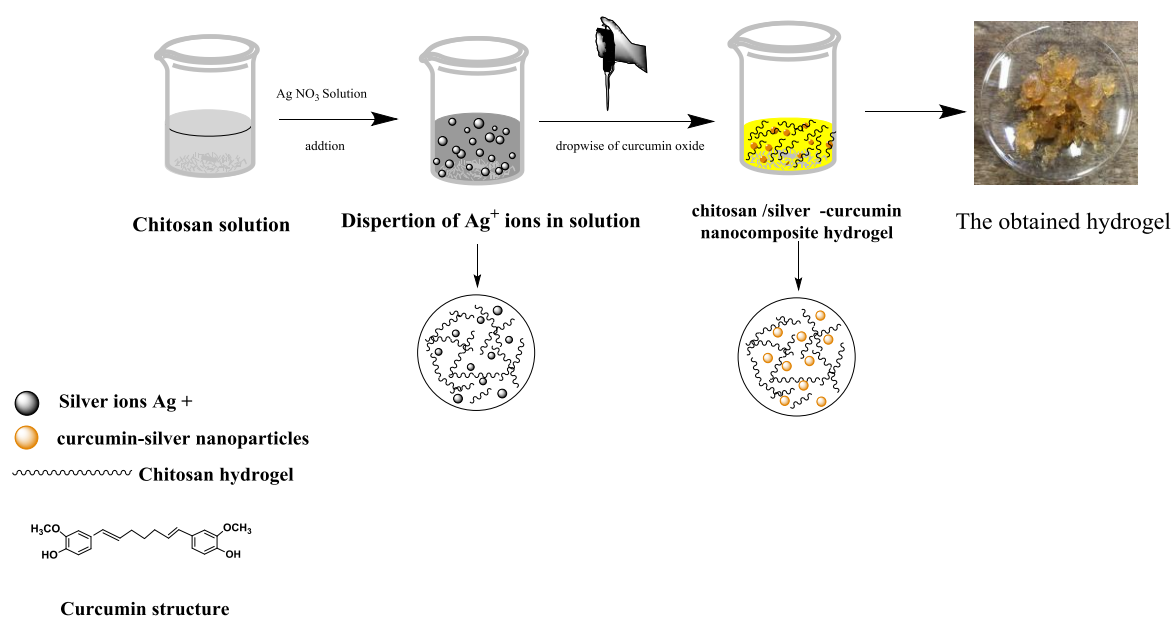 Ag NO3 Solution
addtion
dropwise of curcumin oxide
Chitosan solution
Dispertion of Ag+ ions in solution
chitosan /silver -curcumin
nanocomposite hydrogel
The obtained hydrogel
Silver ions Ag +
curcumin-silver nanoparticles
Chitosan hydrogel
H3CO
OCH3
HO
OH
Curcumin structure